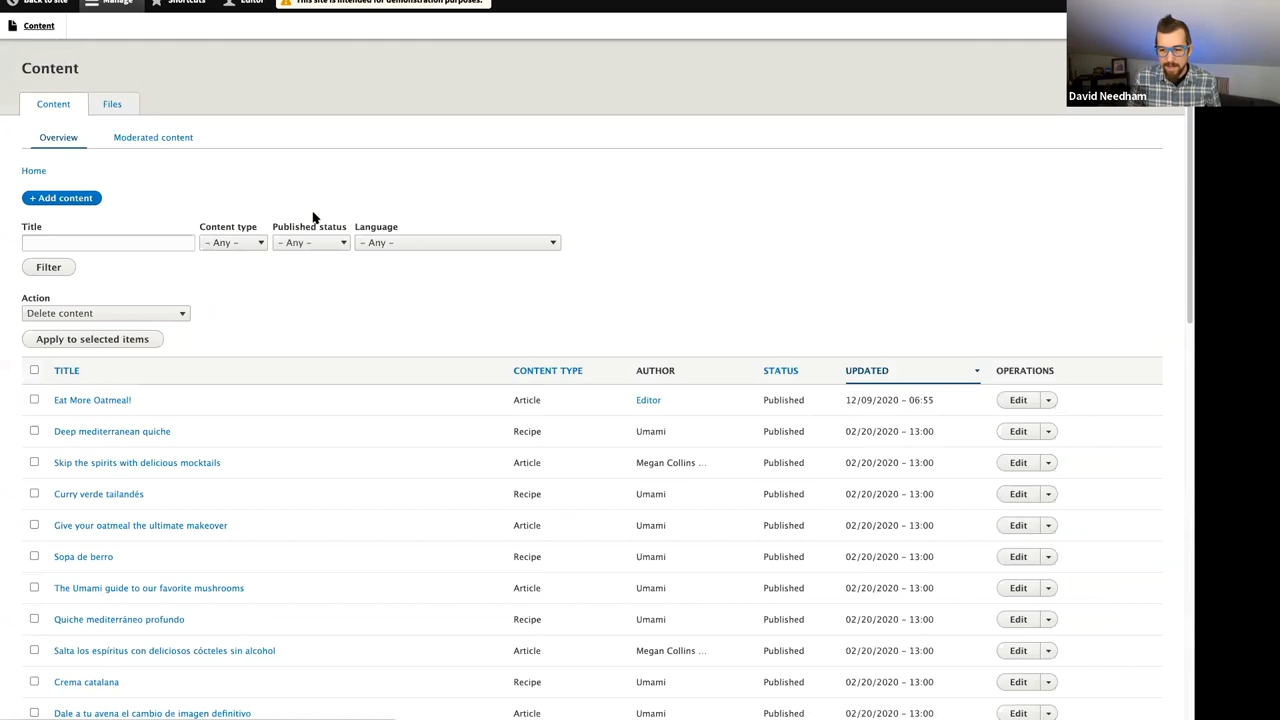 Back to site Manage Shortcuts Editor This site is intended for demonstration purposes.
Content
David Needham
Content
Content Files
Overview Moderated content
Home
+ Add content
Title Content type Published status Language
- Any - - Any - - Any -
Filter
Action
Delete content
Apply to selected items
TITLE CONTENT TYPE AUTHOR STATUS UPDATED OPERATIONS
Eat More Oatmeal! Article Editor Published 12/09/2020 - 06:55 Edit
Deep mediterranean quiche Recipe Umami Published 02/20/2020 - 13:00 Edit
Skip the spirits with delicious mocktails Article Megan Collins ... Published 02/20/2020 - 13:00 Edit
Curry verde tailandés Recipe Umami Published 02/20/2020 - 13:00 Edit
Give your oatmeal the ultimate makeover Article Umami Published 02/20/2020 - 13:00 Edit
Sopa de berro Recipe Umami Published 02/20/2020 - 13:00 Edit
The Umami guide to our favorite mushrooms Article Umami Published 02/20/2020 - 13:00 Edit
Quiche mediterráneo profundo Recipe Umami Published 02/20/2020 - 13:00 Edit
Salta los espíritus con deliciosos cócteles sin alcohol Article Megan Collins ... Published 02/20/2020 - 13:00 Edit
Crema catalana Recipe Umami Published 02/20/2020 - 13:00 Edit
Dale a tu avena el cambio de imagen definitivo Article Umami Published 02/20/2020 - 13:00 Edit